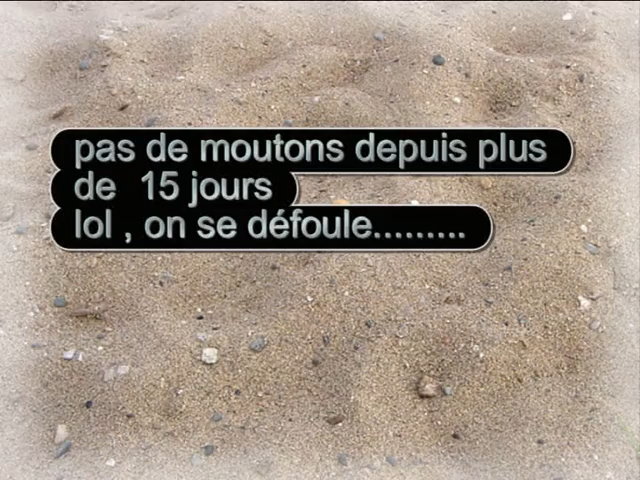 pas de moutons depuis plus
de 15 jours
lol , on se défoule.........